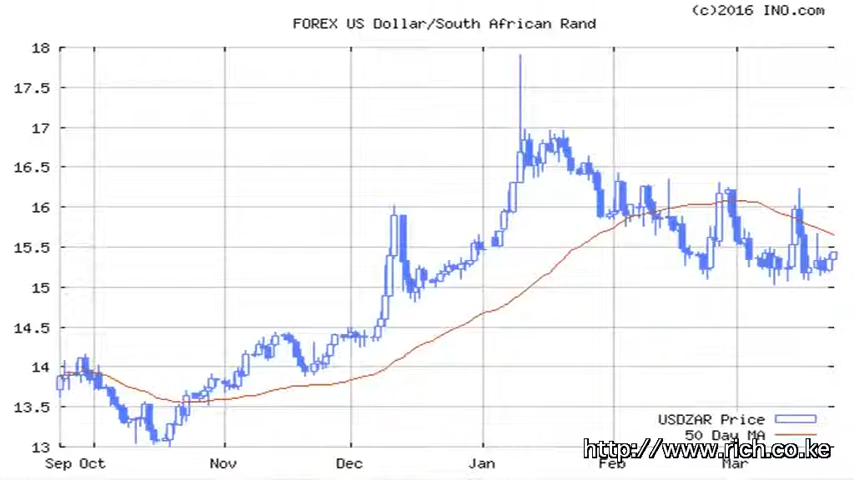 (c)2016 INO.com
FOREX US Dollar/South African Rand
18
17.5
17
16.5
16
15.5
15
14.5
14
13.5
13
USDZAR Price
50 Day MA
Sep Oct Nov Dec Jan Feb Mar
http://www.rich.co.ke